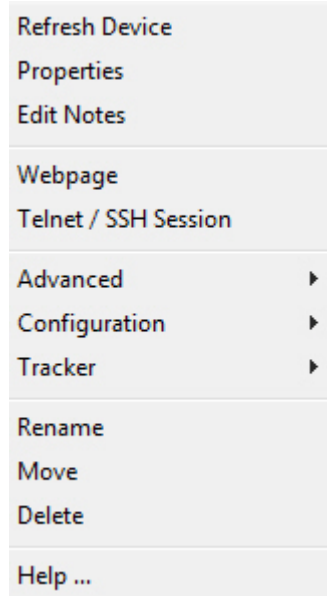 Refresh Device
Properties
Edit Notes
Webpage
Telnet / SSH Session
Advanced
Configuration
Tracker
Rename
Move
Delete
Help ...